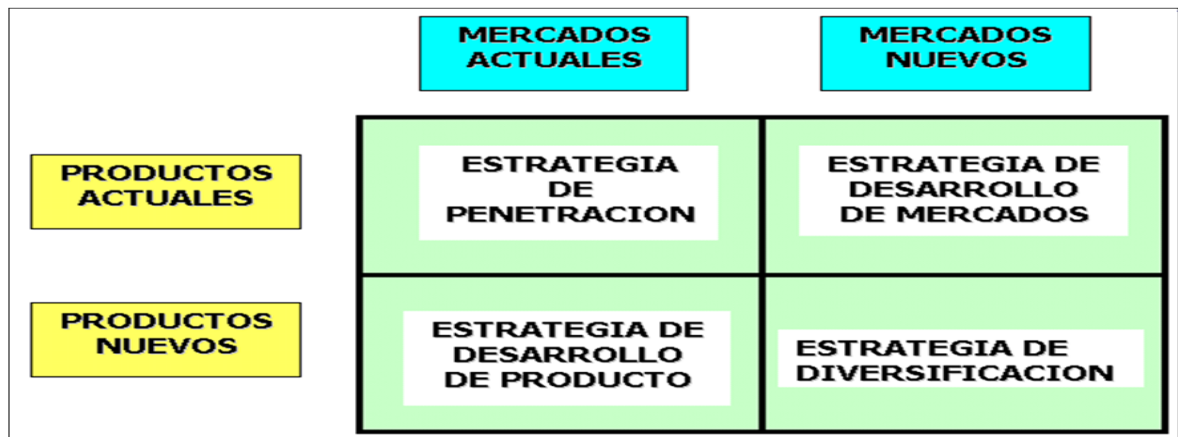 MERCADOS
ACTUALES
MERCADOS
NUEVOS
PRODUCTOS
ACTUALES
ESTRATEGIA
DE
PENETRACION
ESTRATEGIA DE
DESARROLLO
DE MERCADOS
PRODUCTOS
NUEVOS
ESTRATEGIA DE
DESARROLLO
DE PRODUCTO
ESTRATEGIA DE
DIVERSIFICACION